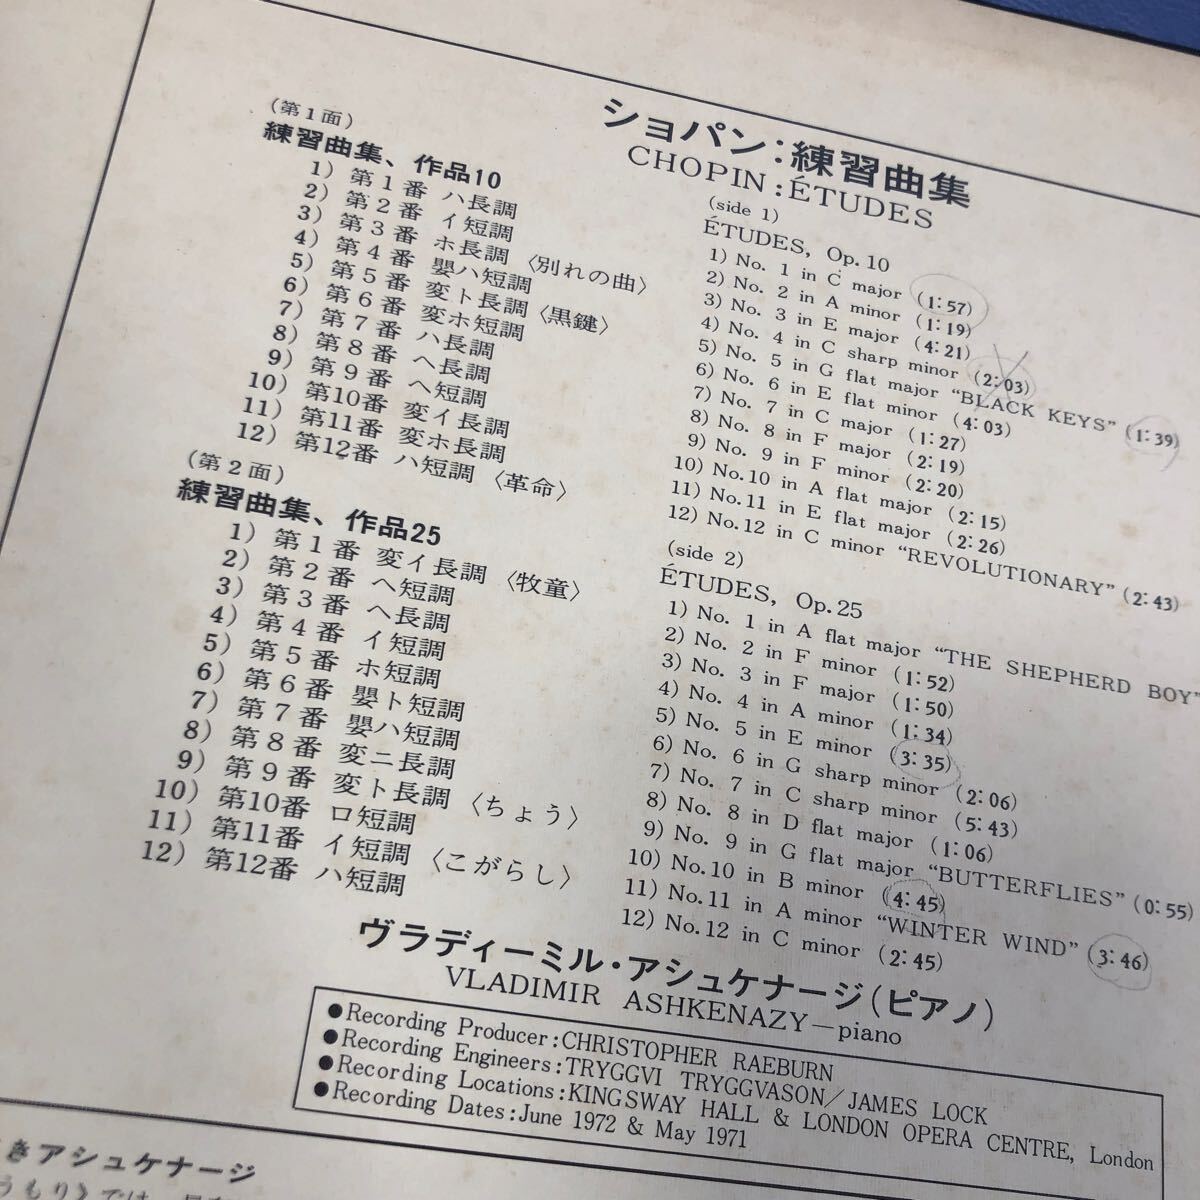 ショパン：練習曲集
CHOPIN：ÉTUDES
(第1面)
練習曲集、作品10
1) 第1番 ハ長調
2) 第2番 イ短調
3) 第3番 ホ長調〈別れの曲〉
4) 第4番 嬰ハ短調
5) 第5番 変ト長調〈黒鍵〉
6) 第6番 変ホ短調
7) 第7番 ハ長調
8) 第8番 ヘ長調
9) 第9番 ヘ短調
10) 第10番 変イ長調
11) 第11番 変ホ長調
12) 第12番 ハ短調〈革命〉
(第2面)
練習曲集、作品25
1) 第1番 変イ長調〈牧童〉
2) 第2番 ヘ短調
3) 第3番 ヘ長調
4) 第4番 イ短調
5) 第5番 ホ短調
6) 第6番 嬰ト短調
7) 第7番 嬰ハ短調
8) 第8番 変ニ長調
9) 第9番 変ト長調〈ちょう〉
10) 第10番 ロ短調
11) 第11番 イ短調〈こがらし〉
12) 第12番 ハ短調
(side 1)
ÉTUDES, Op. 10
1) No. 1 in C major (1:57)
2) No. 2 in A minor (1:19)
3) No. 3 in E major (4:21)
4) No. 4 in C sharp minor (2:03)
5) No. 5 in G flat major “BLACK KEYS” (1:39)
6) No. 6 in E flat minor (4:03)
7) No. 7 in C major (1:27)
8) No. 8 in F major (2:19)
9) No. 9 in F minor (2:20)
10) No.10 in A flat major (2:15)
11) No.11 in E flat major (2:26)
12) No.12 in C minor “REVOLUTIONARY” (2:43)
(side 2)
ÉTUDES, Op.25
1) No. 1 in A flat major “THE SHEPHERD BOY”
2) No. 2 in F minor (1:52)
3) No. 3 in F major (1:50)
4) No. 4 in A minor (1:34)
5) No. 5 in E minor (3:35)
6) No. 6 in G sharp minor (2:06)
7) No. 7 in C sharp minor (5:43)
8) No. 8 in D flat major (1:06)
9) No. 9 in G flat major “BUTTERFLIES” (0:55)
10) No.10 in B minor (4:45)
11) No.11 in A minor “WINTER WIND” (3:46)
12) No.12 in C minor (2:45)
ヴラディーミル・アシュケナージ(ピアノ)
VLADIMIR ASHKENAZY—piano
●Recording Producer：CHRISTOPHER RAEBURN
●Recording Engineers：TRYGGVI TRYGGVASON/JAMES LOCK
●Recording Locations：KINGSWAY HALL & LONDON OPERA CENTRE, London
●Recording Dates：June 1972 & May 1971
きアシュケナージ
うもり》では、